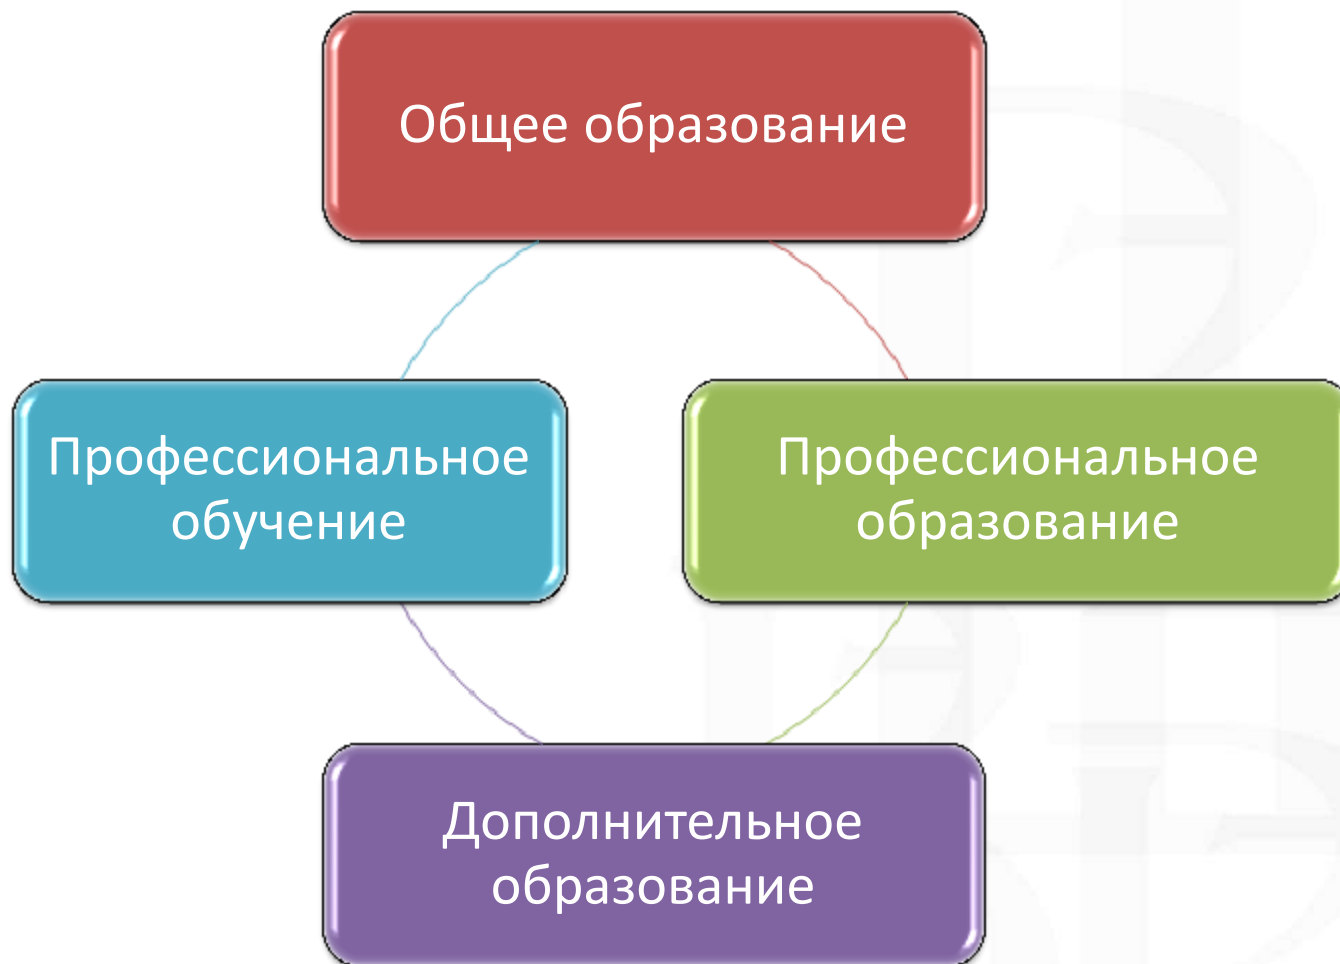 Общее образование
Профессиональное
обучение
Профессиональное
образование
Дополнительное
образование